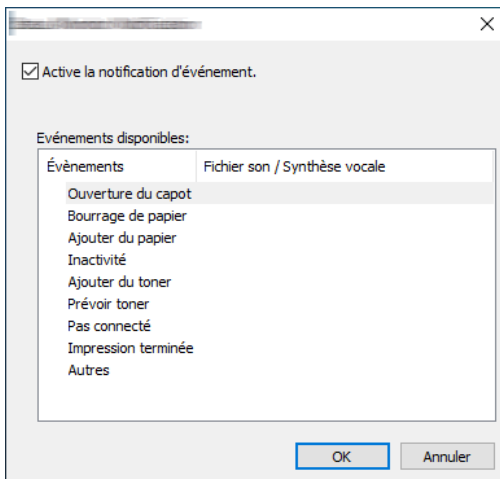 Active la notification d'événement.
Evénements disponibles:
Évènements Fichier son / Synthèse vocale
Ouverture du capot
Bourrage de papier
Ajouter du papier
Inactivité
Ajouter du toner
Prévoir toner
Pas connecté
Impression terminée
Autres
OK Annuler